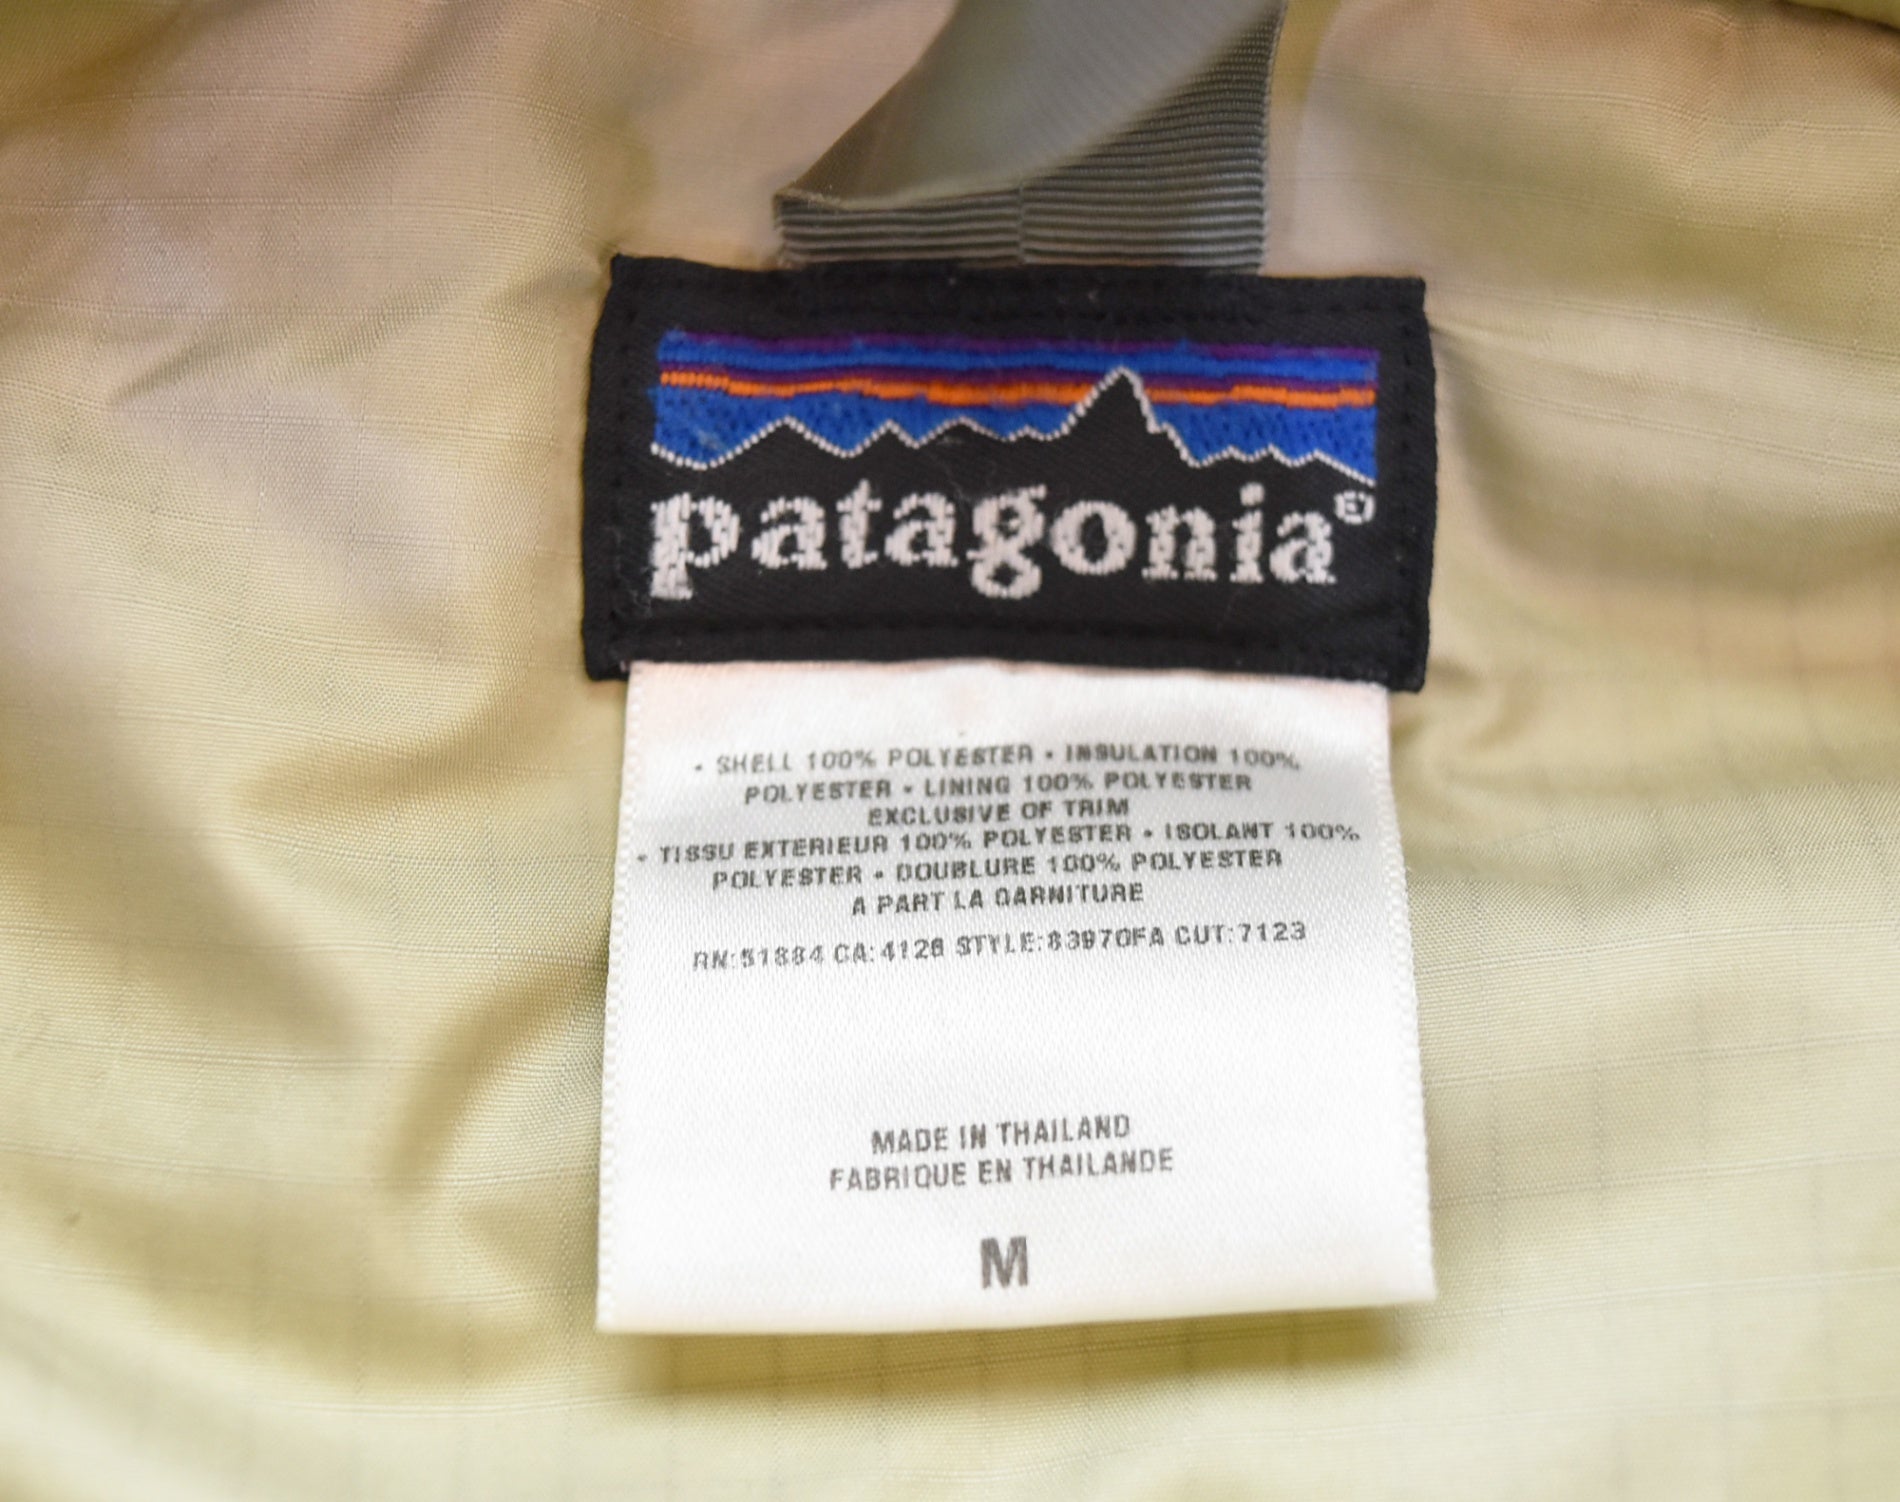 patagonia®
• SHELL 100% POLYESTER • INSULATION 100%
POLYESTER • LINING 100% POLYESTER
EXCLUSIVE OF TRIM
• TISSU EXTERIEUR 100% POLYESTER • ISOLANT 100%
POLYESTER • DOUBLURE 100% POLYESTER
A PART LA GARNITURE
RN:51884 CA:4126 STYLE:83970FA CUT:7123
MADE IN THAILAND
FABRIQUE EN THAILANDE
M